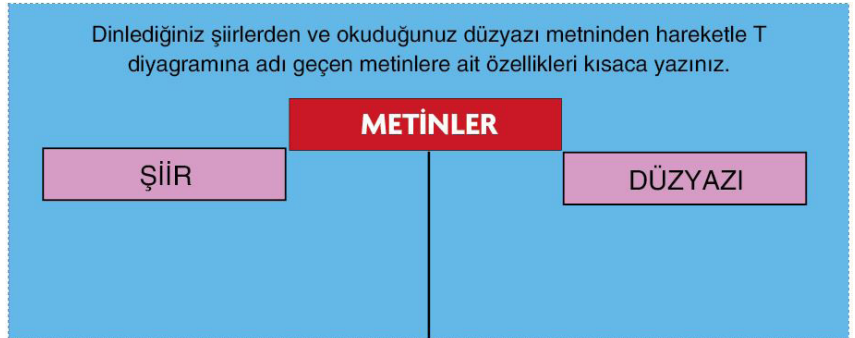 Dinlediğiniz şiirlerden ve okuduğunuz düzyazı metninden hareketle T
diyagramına adı geçen metinlere ait özellikleri kısaca yazınız.
METİNLER
ŞİİR
DÜZYAZI